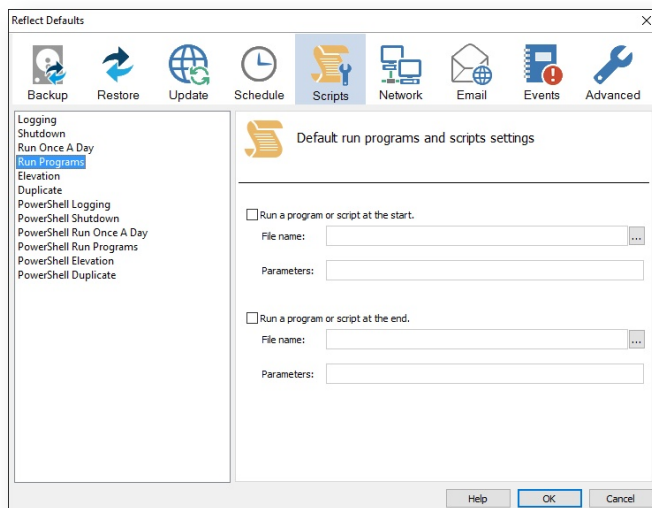 Reflect Defaults
Backup Restore Update Schedule Scripts Network Email Events Advanced
Logging
Shutdown
Run Once A Day
Run Programs
Elevation
Duplicate
PowerShell Logging
PowerShell Shutdown
PowerShell Run Once A Day
PowerShell Run Programs
PowerShell Elevation
PowerShell Duplicate
Default run programs and scripts settings
Run a program or script at the start.
File name:
...
Parameters:
Run a program or script at the end.
File name:
...
Parameters:
Help OK Cancel